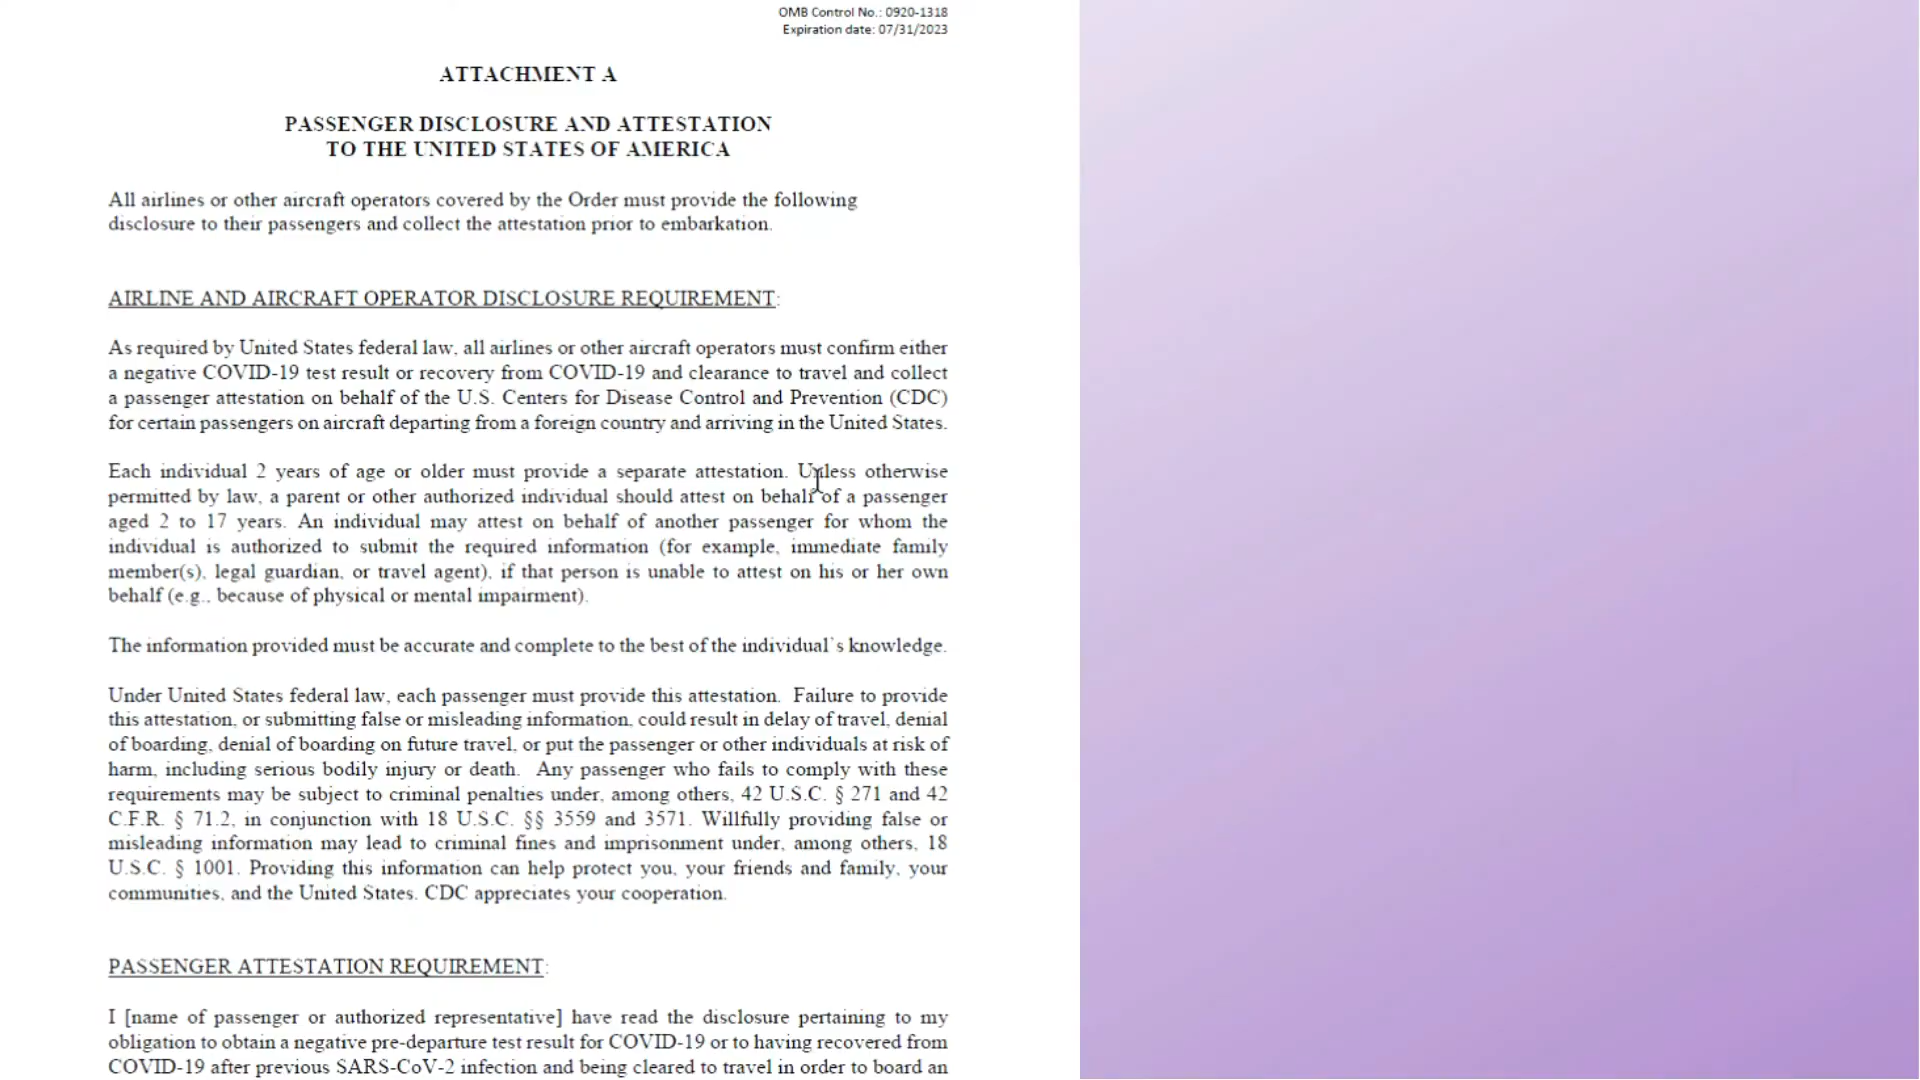 OMB Control No.: 0920-1318
Expiration date: 07/31/2023
ATTACHMENT A
PASSENGER DISCLOSURE AND ATTESTATION
TO THE UNITED STATES OF AMERICA
All airlines or other aircraft operators covered by the Order must provide the following
disclosure to their passengers and collect the attestation prior to embarkation.
AIRLINE AND AIRCRAFT OPERATOR DISCLOSURE REQUIREMENT:
As required by United States federal law, all airlines or other aircraft operators must confirm either
a negative COVID-19 test result or recovery from COVID-19 and clearance to travel and collect
a passenger attestation on behalf of the U.S. Centers for Disease Control and Prevention (CDC)
for certain passengers on aircraft departing from a foreign country and arriving in the United States.
Each individual 2 years of age or older must provide a separate attestation. Unless otherwise
permitted by law, a parent or other authorized individual should attest on behalf of a passenger
aged 2 to 17 years. An individual may attest on behalf of another passenger for whom the
individual is authorized to submit the required information (for example, immediate family
member(s), legal guardian, or travel agent), if that person is unable to attest on his or her own
behalf (e.g., because of physical or mental impairment).
The information provided must be accurate and complete to the best of the individual's knowledge.
Under United States federal law, each passenger must provide this attestation. Failure to provide
this attestation, or submitting false or misleading information, could result in delay of travel, denial
of boarding, denial of boarding on future travel, or put the passenger or other individuals at risk of
harm, including serious bodily injury or death. Any passenger who fails to comply with these
requirements may be subject to criminal penalties under, among others, 42 U.S.C. § 271 and 42
C.F.R. § 71.2, in conjunction with 18 U.S.C. §§ 3559 and 3571. Willfully providing false or
misleading information may lead to criminal fines and imprisonment under, among others, 18
U.S.C. § 1001. Providing this information can help protect you, your friends and family, your
communities, and the United States. CDC appreciates your cooperation.
PASSENGER ATTESTATION REQUIREMENT:
I [name of passenger or authorized representative] have read the disclosure pertaining to my
obligation to obtain a negative pre-departure test result for COVID-19 or to having recovered from
COVID-19 after previous SARS-CoV-2 infection and being cleared to travel in order to board an